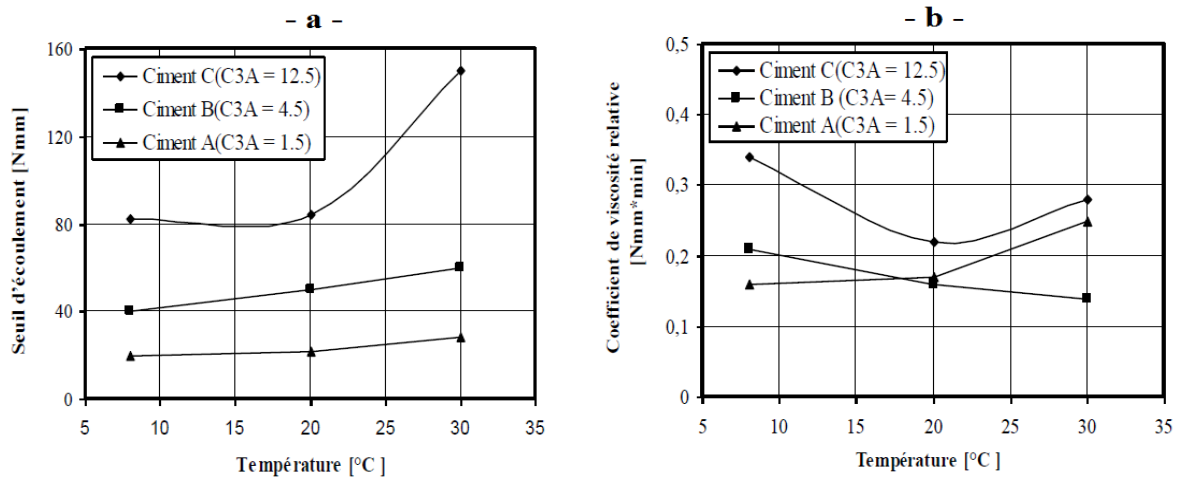 - a -
160
120
80
40
0
5 10 15 20 25 30 35
Seuil d'écoulement [Nmm]
Température [°C ]
Ciment C(C3A = 12.5)
Ciment B(C3A = 4.5)
Ciment A(C3A = 1.5)
- b -
0,5
0,4
0,3
0,2
0,1
0
5 10 15 20 25 30 35
Coefficient de viscosité relative
[Nmm*min]
Température [°C ]
Ciment C(C3A = 12.5)
Ciment B (C3A= 4.5)
Ciment A(C3A = 1.5)